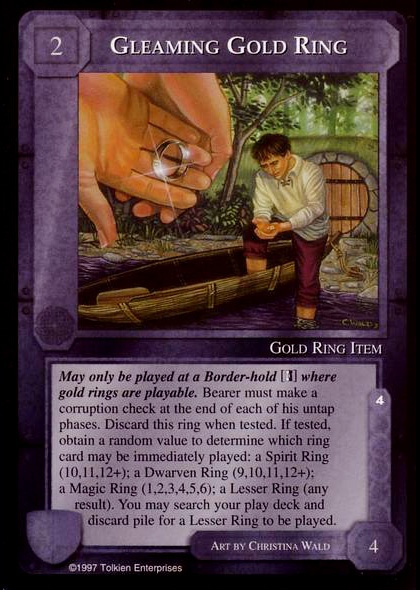 2
GLEAMING GOLD RING
C. WALD
GOLD RING ITEM
May only be played at a Border-hold [B] where
gold rings are playable. Bearer must make a
corruption check at the end of each of his untap
phases. Discard this ring when tested. If tested,
obtain a random value to determine which ring
card may be immediately played: a Spirit Ring
(10,11,12+); a Dwarven Ring (9,10,11,12+);
a Magic Ring (1,2,3,4,5,6); a Lesser Ring (any
result). You may search your play deck and
discard pile for a Lesser Ring to be played.
4
ART BY CHRISTINA WALD
4
©1997 Tolkien Enterprises